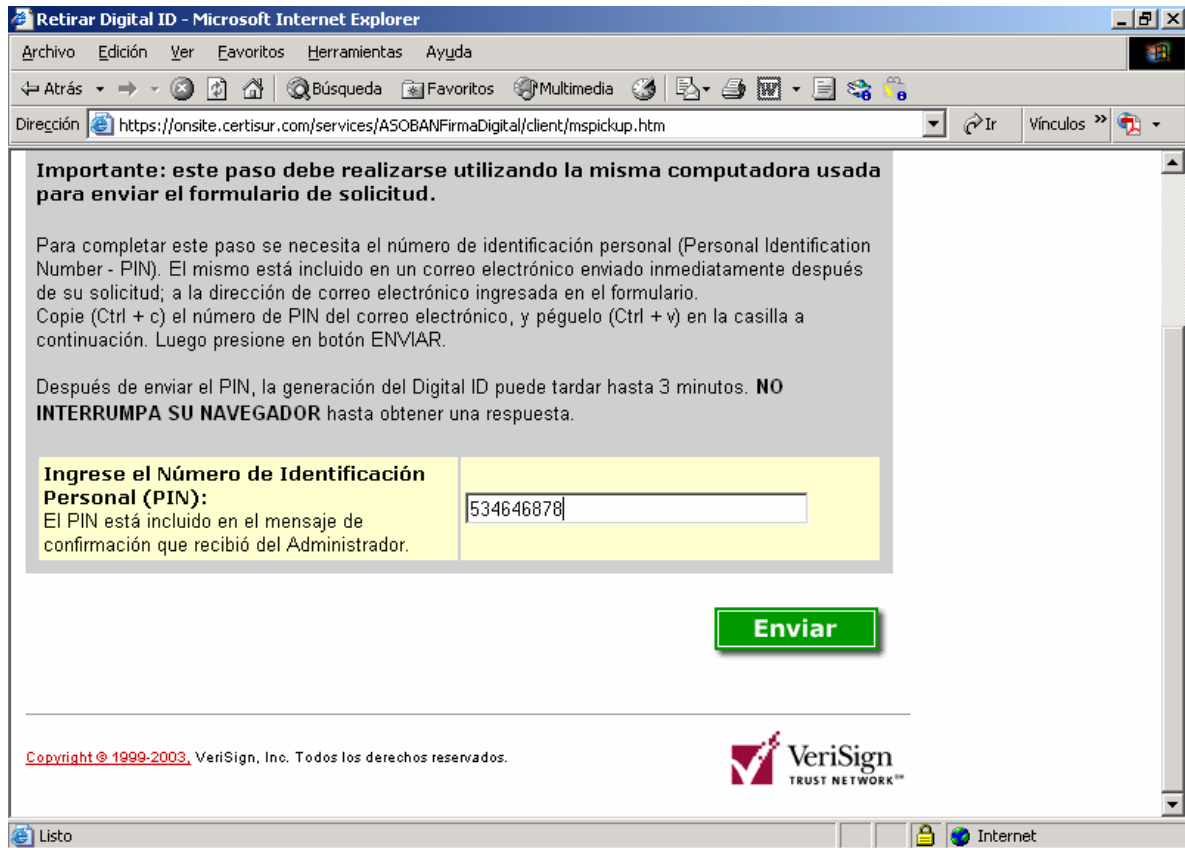 Retirar Digital ID - Microsoft Internet Explorer
Archivo Edición Ver Favoritos Herramientas Ayuda
Atrás Búsqueda Favoritos Multimedia
Dirección https://onsite.certisur.com/services/ASOBANFirmaDigital/client/mspickup.htm Ir Vínculos »
Importante: este paso debe realizarse utilizando la misma computadora usada
para enviar el formulario de solicitud.
Para completar este paso se necesita el número de identificación personal (Personal Identification
Number - PIN). El mismo está incluido en un correo electrónico enviado inmediatamente después
de su solicitud; a la dirección de correo electrónico ingresada en el formulario.
Copie (Ctrl + c) el número de PIN del correo electrónico, y péguelo (Ctrl + v) en la casilla a
continuación. Luego presione en botón ENVIAR.
Después de enviar el PIN, la generación del Digital ID puede tardar hasta 3 minutos. NO
INTERRUMPA SU NAVEGADOR hasta obtener una respuesta.
Ingrese el Número de Identificación
Personal (PIN):
El PIN está incluido en el mensaje de
confirmación que recibió del Administrador.
534646878
Enviar
Copyright © 1999-2003, VeriSign, Inc. Todos los derechos reservados.
VeriSign
TRUST NETWORK℠
Listo Internet